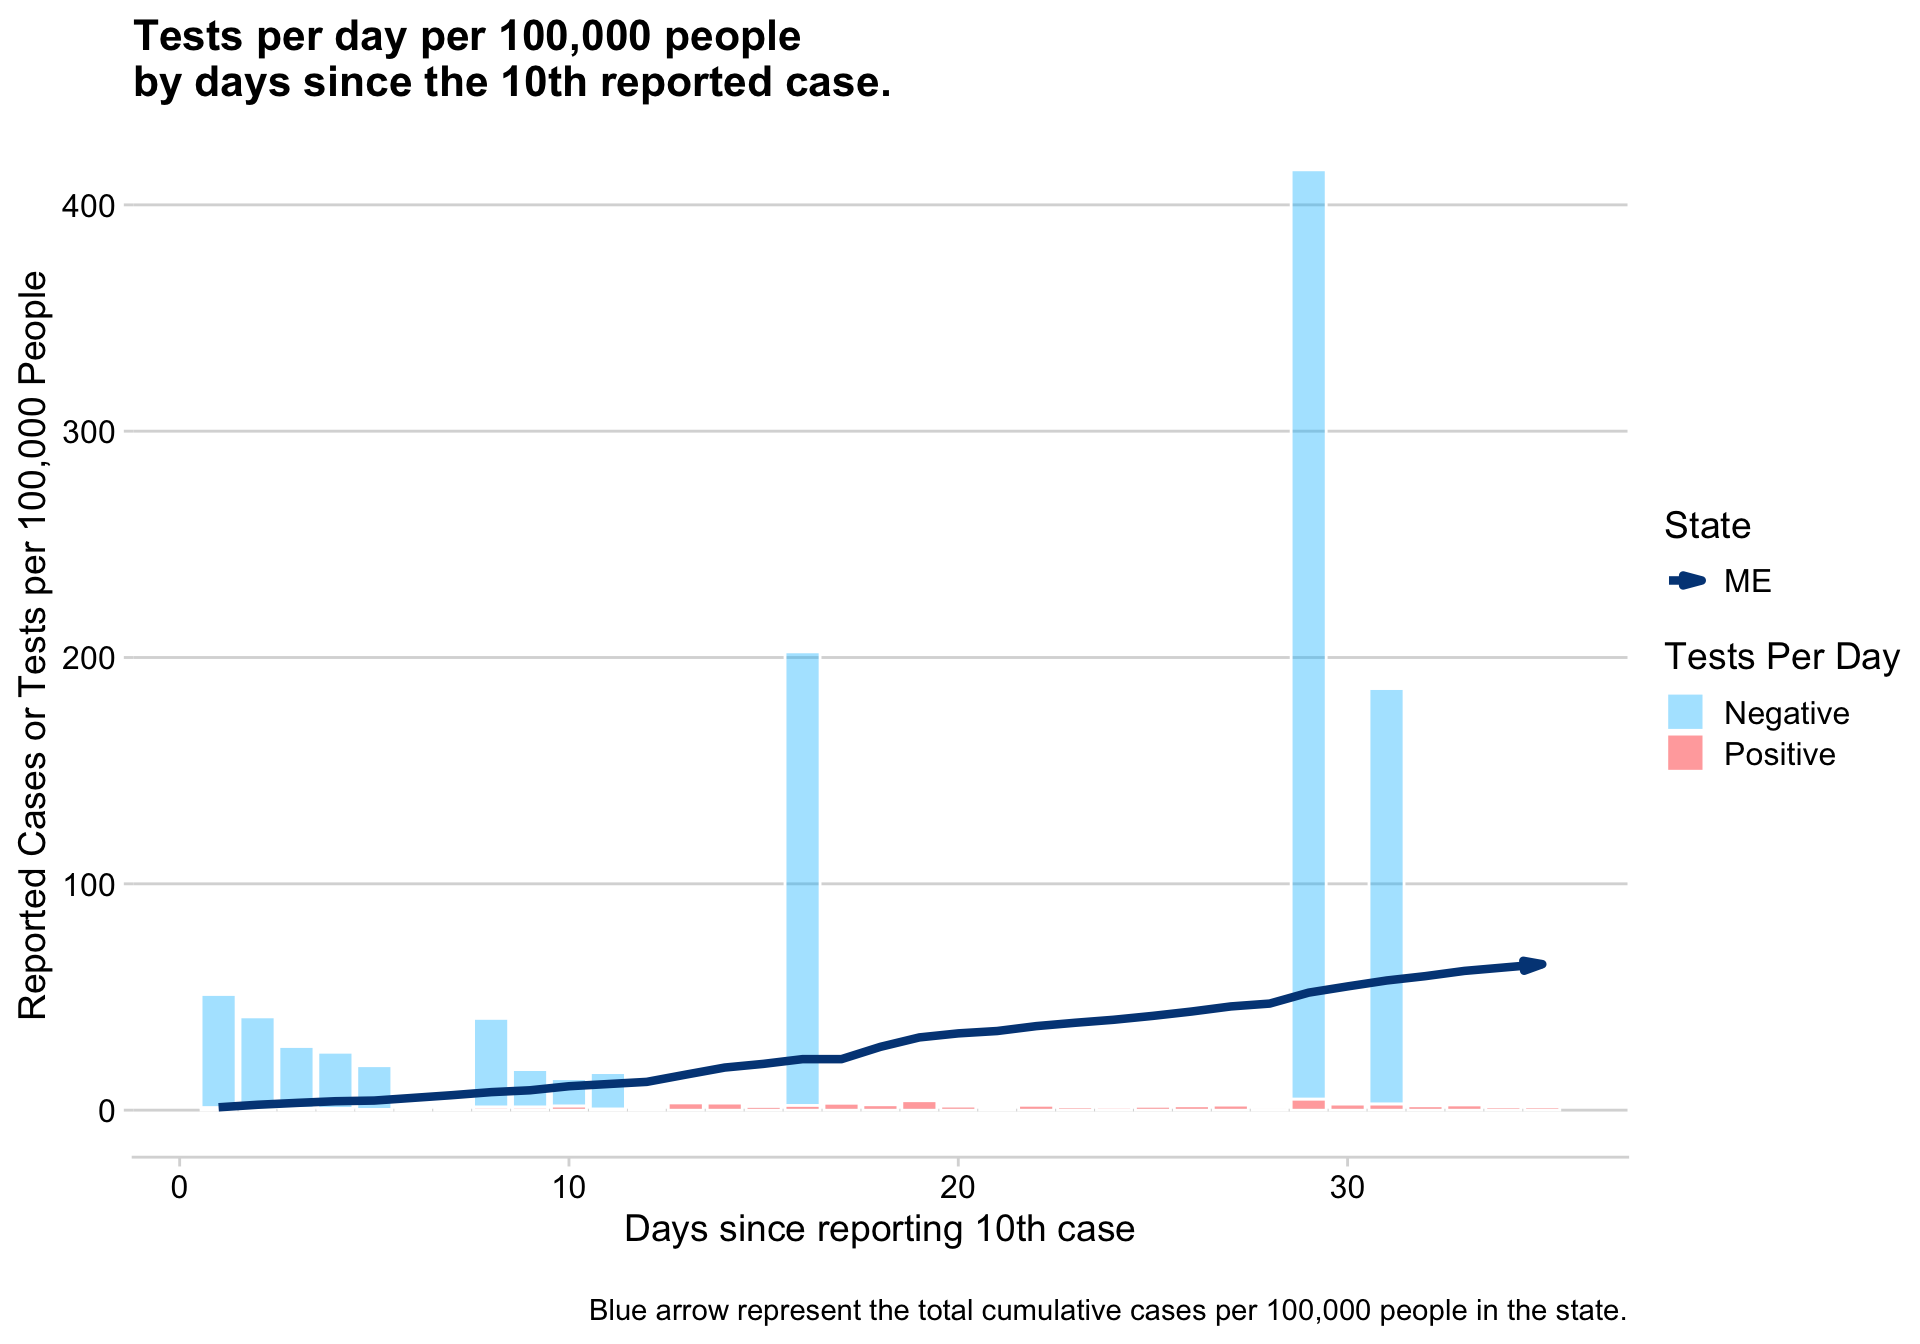 Tests per day per 100,000 people
by days since the 10th reported case.
Reported Cases or Tests per 100,000 People
400
300
200
100
0
0
10
20
30
Days since reporting 10th case
State
ME
Tests Per Day
Negative
Positive
Blue arrow represent the total cumulative cases per 100,000 people in the state.